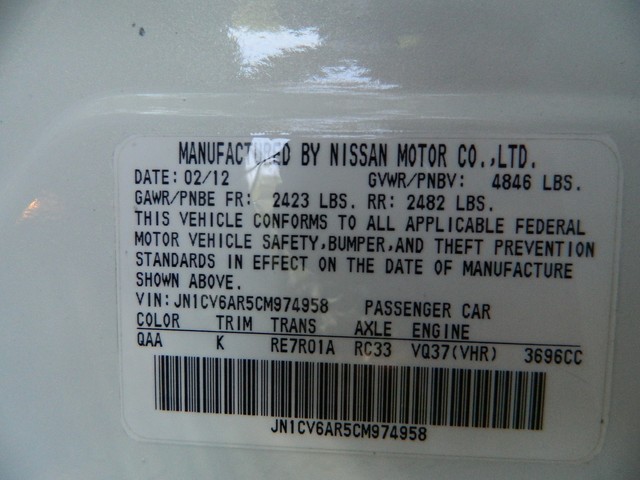 MANUFACTURED BY NISSAN MOTOR CO.,LTD.
DATE: 02/12 GVWR/PNBV: 4846 LBS.
GAWR/PNBE FR: 2423 LBS. RR: 2482 LBS.
THIS VEHICLE CONFORMS TO ALL APPLICABLE FEDERAL
MOTOR VEHICLE SAFETY,BUMPER,AND THEFT PREVENTION
STANDARDS IN EFFECT ON THE DATE OF MANUFACTURE
SHOWN ABOVE.
VIN:JN1CV6AR5CM974958 PASSENGER CAR
COLOR TRIM TRANS AXLE ENGINE
QAA K RE7R01A RC33 VQ37(VHR) 3696CC
JN1CV6AR5CM974958